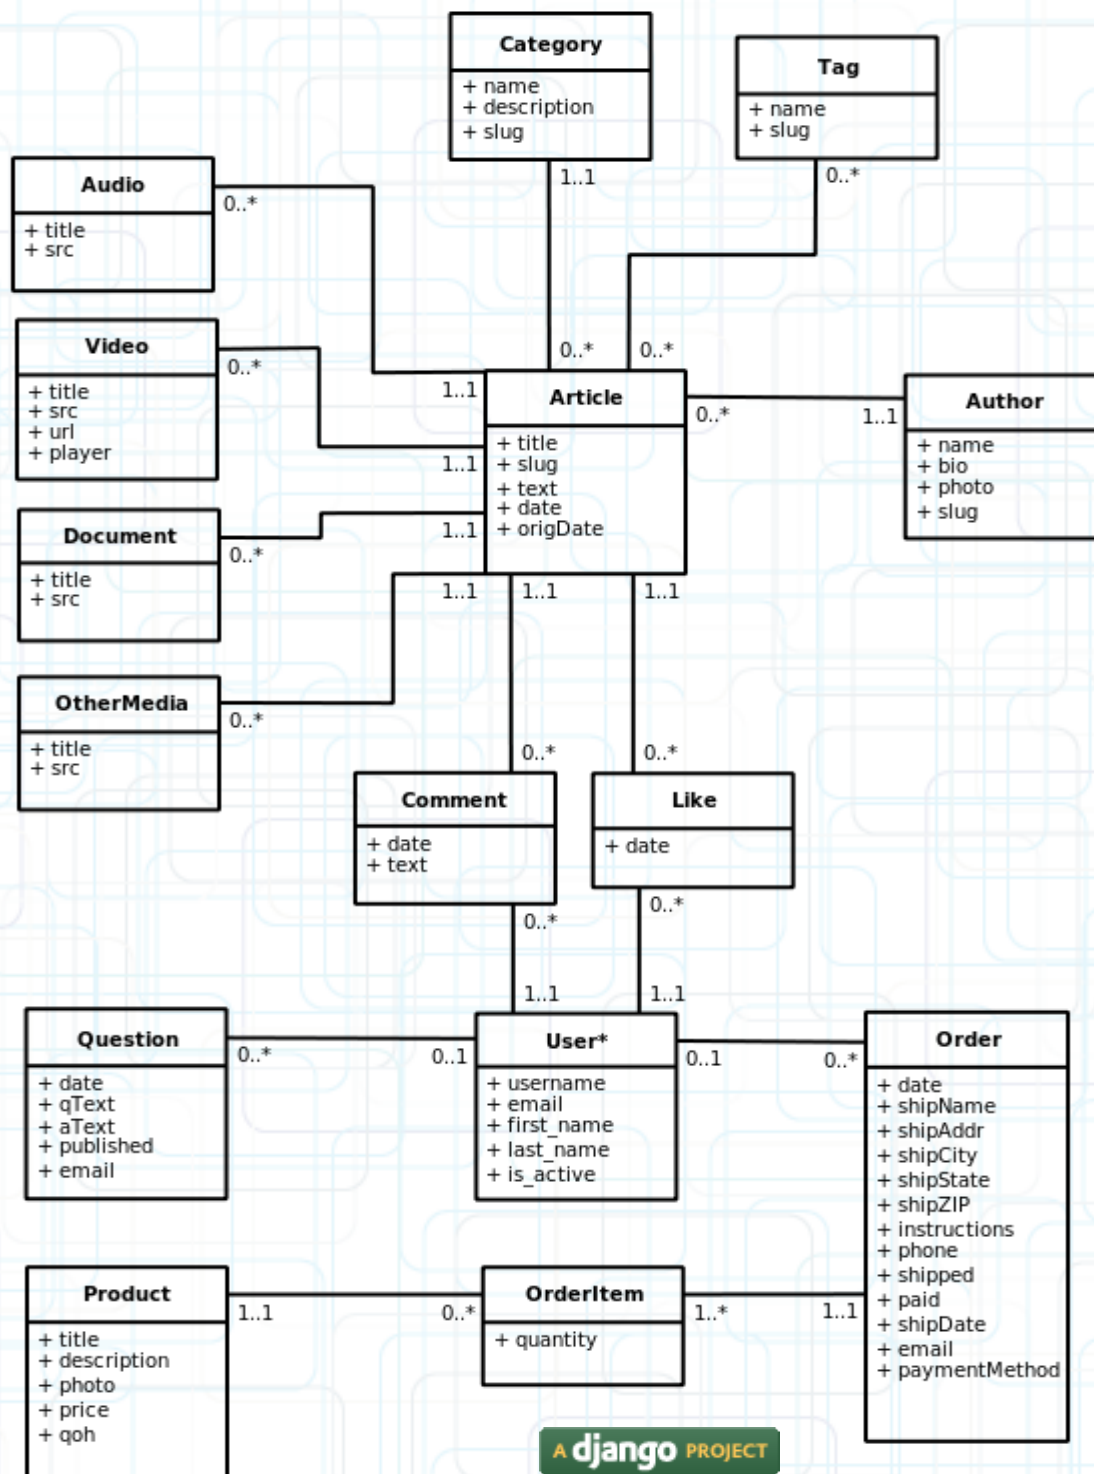 Category
+ name
+ description
+ slug
1..1
Tag
+ name
+ slug
0..*
Audio
+ title
+ src
0..*
Video
+ title
+ src
+ url
+ player
0..*
Document
+ title
+ src
0..*
OtherMedia
+ title
+ src
0..*
0..*
0..*
1..1
1..1
1..1
1..1
1..1
1..1
Article
+ title
+ slug
+ text
+ date
+ origDate
0..*
1..1
Author
+ name
+ bio
+ photo
+ slug
0..*
0..*
Comment
+ date
+ text
0..*
Like
+ date
0..*
1..1
1..1
Question
+ date
+ qText
+ aText
+ published
+ email
0..*
0..1
User*
+ username
+ email
+ first_name
+ last_name
+ is_active
0..1
0..*
Order
+ date
+ shipName
+ shipAddr
+ shipCity
+ shipState
+ shipZIP
+ instructions
+ phone
+ shipped
+ paid
+ shipDate
+ email
+ paymentMethod
Product
+ title
+ description
+ photo
+ price
+ qoh
1..1
0..*
OrderItem
+ quantity
1..*
1..1
A django PROJECT